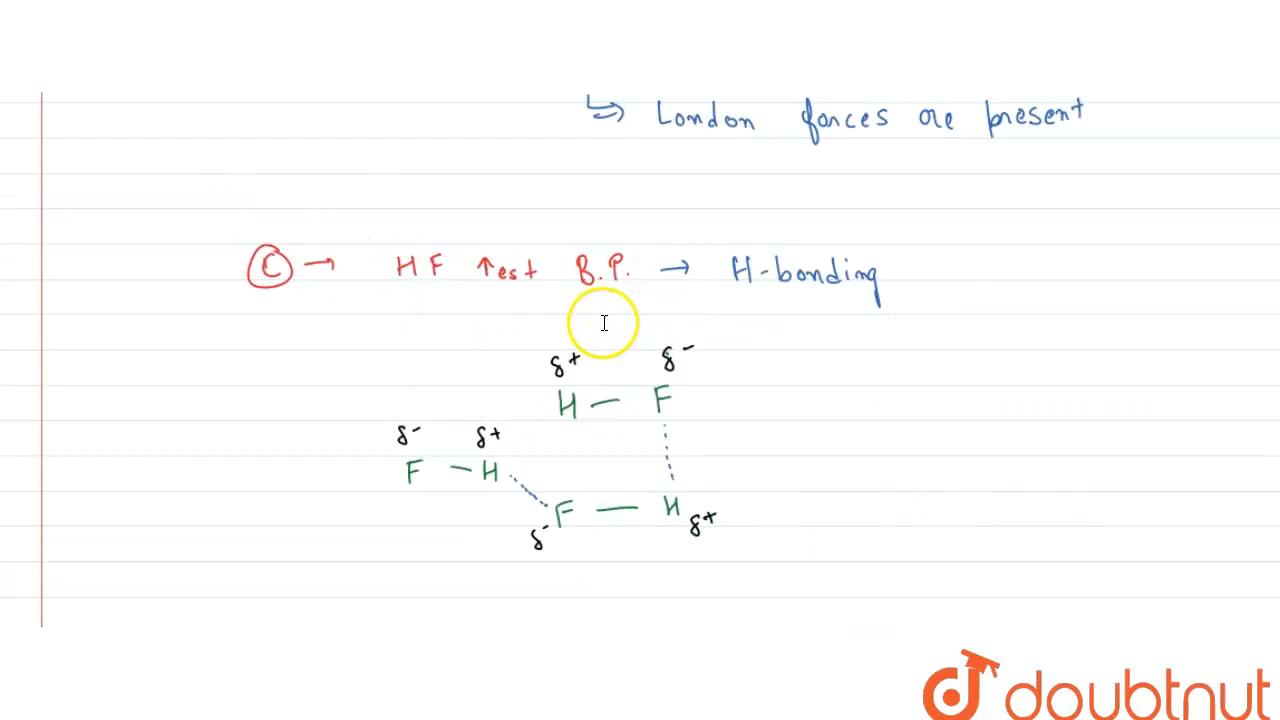 ↳ London forces are present
C → HF ↑est B.P. → H-bonding
δ+ δ-
H — F
δ- δ+
F — H
F — H
δ- δ+
doubtnut